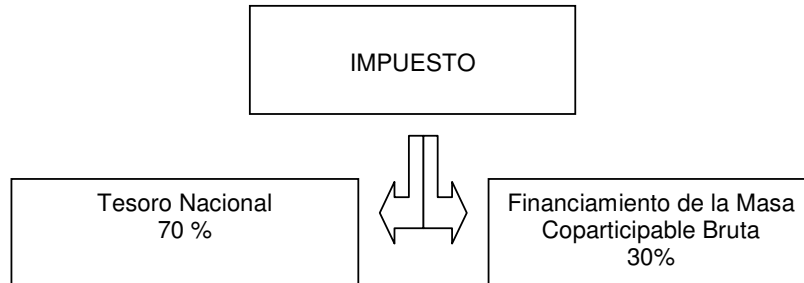 IMPUESTO
Tesoro Nacional
70 %
Financiamiento de la Masa
Coparticipable Bruta
30%